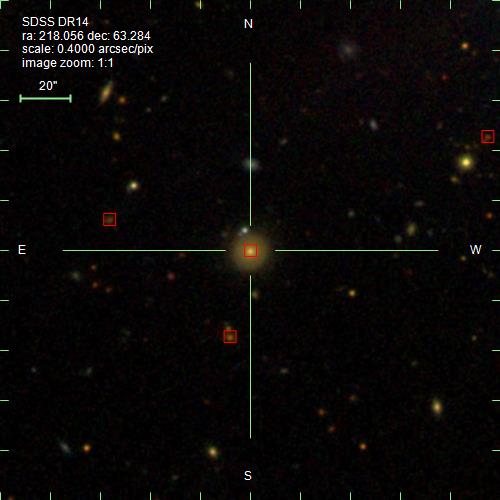 SDSS DR14
ra: 218.056 dec: 63.284
scale: 0.4000 arcsec/pix
image zoom: 1:1
20"
N
E
W
S